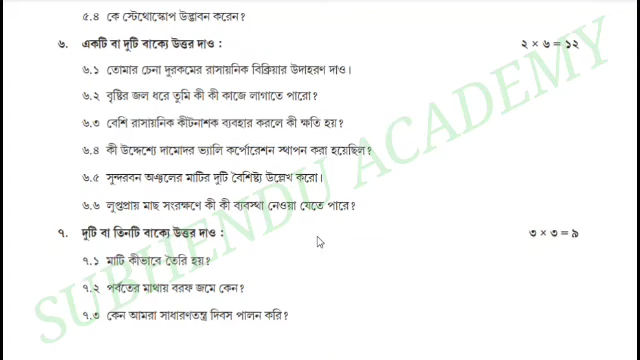 ৫.৪ কে স্টেথোস্কোপ উদ্ভাবন করেন?
৬. একটি বা দুটি বাক্যে উত্তর দাও : ২ × ৬ = ১২
৬.১ তোমার চেনা দুরকমের রাসায়নিক বিক্রিয়ার উদাহরণ দাও।
৬.২ বৃষ্টির জল ধরে তুমি কী কী কাজে লাগাতে পারো?
৬.৩ বেশি রাসায়নিক কীটনাশক ব্যবহার করলে কী ক্ষতি হয়?
৬.৪ কী উদ্দেশ্যে দামোদর ভ্যালি কর্পোরেশন স্থাপন করা হয়েছিল?
৬.৫ সুন্দরবন অঞ্চলের মাটির দুটি বৈশিষ্ট্য উল্লেখ করো।
৬.৬ লুপ্তপ্রায় মাছ সংরক্ষণে কী কী ব্যবস্থা নেওয়া যেতে পারে?
৭. দুটি বা তিনটি বাক্যে উত্তর দাও : ৩ × ৩ = ৯
৭.১ মাটি কীভাবে তৈরি হয়?
৭.২ পর্বতের মাথায় বরফ জমে কেন?
৭.৩ কেন আমরা সাধারণতন্ত্র দিবস পালন করি?
SUBHENDU ACADEMY